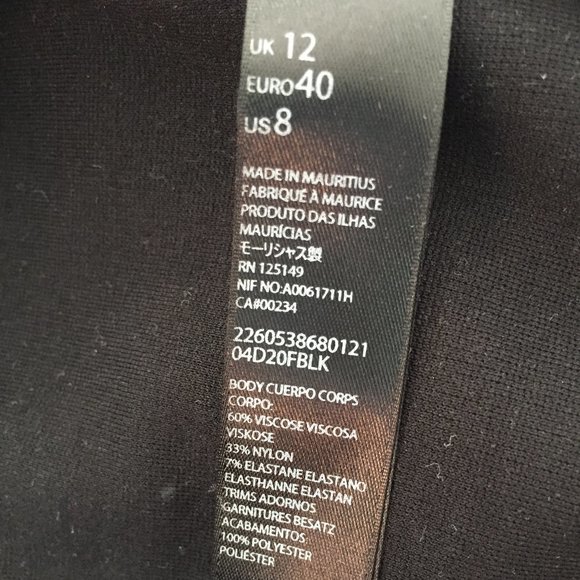 UK 12
EURO 40
US 8
MADE IN MAURITIUS
FABRIQUÉ À MAURICE
PRODUTO DAS ILHAS
MAURÍCIAS
モーリシャス製
RN 125149
NIF NO:A0061711H
CA#00234
2260538680121
04D20FBLK
BODY CUERPO CORPS
CORPO:
60% VISCOSE VISCOSA
VISKOSE
33% NYLON
7% ELASTANE ELASTANO
ELASTHANNE ELASTAN
TRIMS ADORNOS
GARNITURES BESATZ
ACABAMENTOS
100% POLYESTER
POLIÉSTER